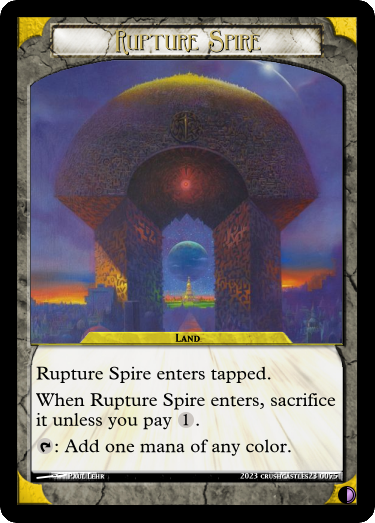 Rupture Spire
Land
Rupture Spire enters tapped.
When Rupture Spire enters, sacrifice
it unless you pay 1.
: Add one mana of any color.
Paul Lehr 2023 crushcastles23 0095